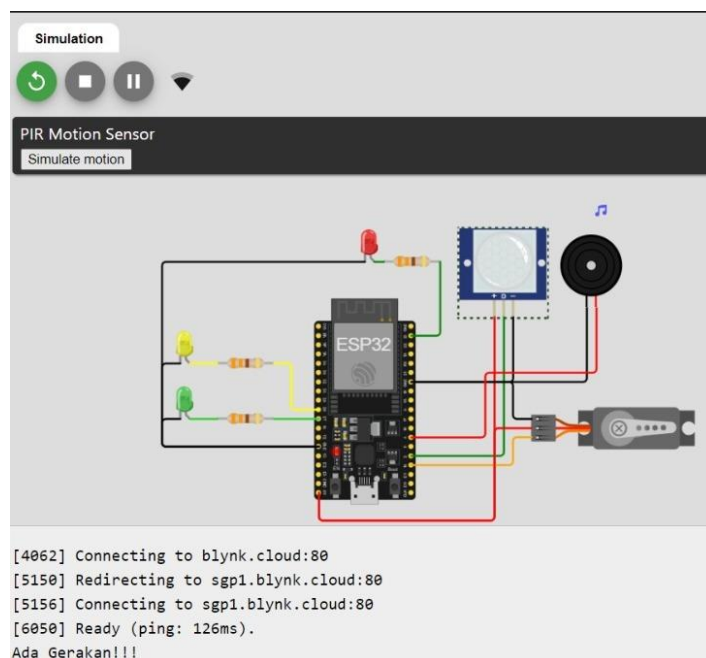 Simulation
PIR Motion Sensor
Simulate motion
ESP32
[4062] Connecting to blynk.cloud:80
[5150] Redirecting to sgp1.blynk.cloud:80
[5156] Connecting to sgp1.blynk.cloud:80
[6050] Ready (ping: 126ms).
Ada Gerakan!!!